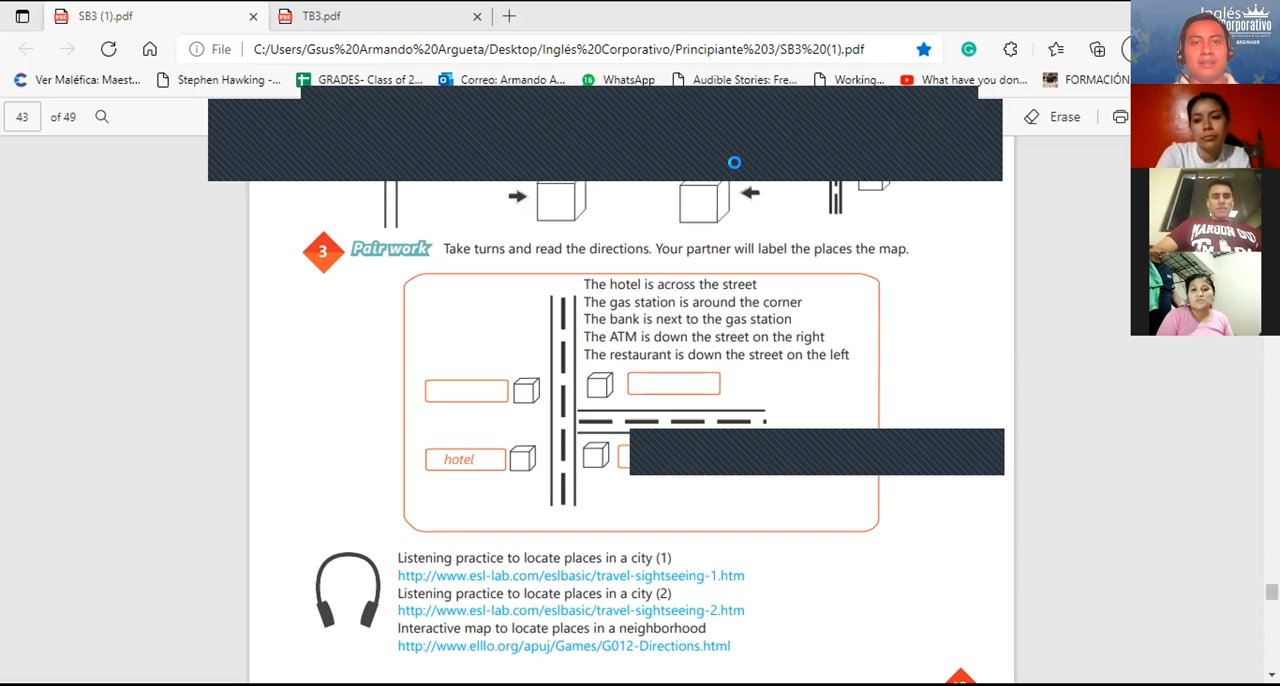 SB3 (1).pdf
TB3.pdf
File
C:/Users/Gsus%20Armando%20Argueta/Desktop/Inglés%20Corporativo/Principiante%203/SB3%20(1).pdf
Ver Maléfica: Maest...
Stephen Hawking -...
GRADES- Class of 2...
Correo: Armando A...
16
WhatsApp
Audible Stories: Fre...
Working...
What have you don...
FORMACIÓN
Inglés
Corporativo
BEGINNER
43
of 49
Erase
3
Pair work
Take turns and read the directions. Your partner will label the places the map.
The hotel is across the street
The gas station is around the corner
The bank is next to the gas station
The ATM is down the street on the right
The restaurant is down the street on the left
hotel
Listening practice to locate places in a city (1)
http://www.esl-lab.com/eslbasic/travel-sightseeing-1.htm
Listening practice to locate places in a city (2)
http://www.esl-lab.com/eslbasic/travel-sightseeing-2.htm
Interactive map to locate places in a neighborhood
http://www.elllo.org/apuj/Games/G012-Directions.html